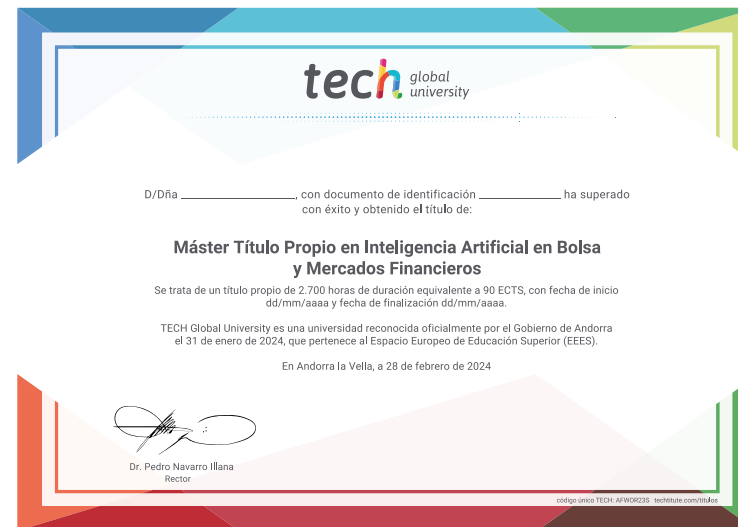 tech global university
D/Dña ____________________, con documento de identificación ______________ ha superado
con éxito y obtenido el título de:
Máster Título Propio en Inteligencia Artificial en Bolsa
y Mercados Financieros
Se trata de un título propio de 2.700 horas de duración equivalente a 90 ECTS, con fecha de inicio
dd/mm/aaaa y fecha de finalización dd/mm/aaaa.
TECH Global University es una universidad reconocida oficialmente por el Gobierno de Andorra
el 31 de enero de 2024, que pertenece al Espacio Europeo de Educación Superior (EEES).
En Andorra la Vella, a 28 de febrero de 2024
Dr. Pedro Navarro Illana
Rector
código único TECH: AFWOR23S techtitute.com/titulos